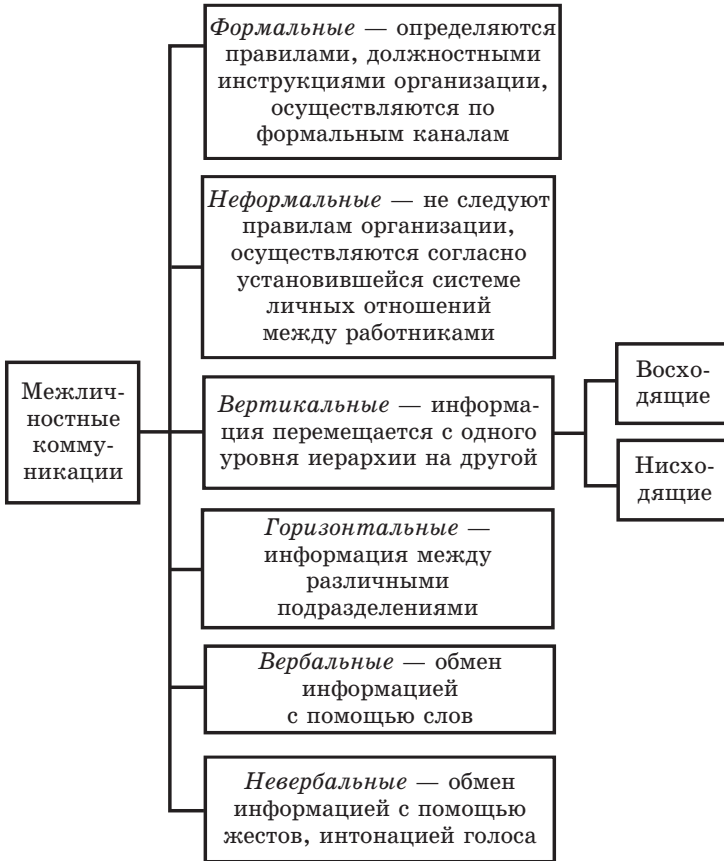 Формальные — определяются
правилами, должностными
инструкциями организации,
осуществляются по
формальным каналам
Неформальные — не следуют
правилам организации,
осуществляются согласно
установившейся системе
личных отношений
между работниками
Межлич-
ностные
комму-
никации
Вертикальные — информа-
ция перемещается с одного
уровня иерархии на другой
Восхо-
дящие
Нисхо-
дящие
Горизонтальные —
информация между
различными
подразделениями
Вербальные — обмен
информацией
с помощью слов
Невербальные — обмен
информацией с помощью
жестов, интонацией голоса